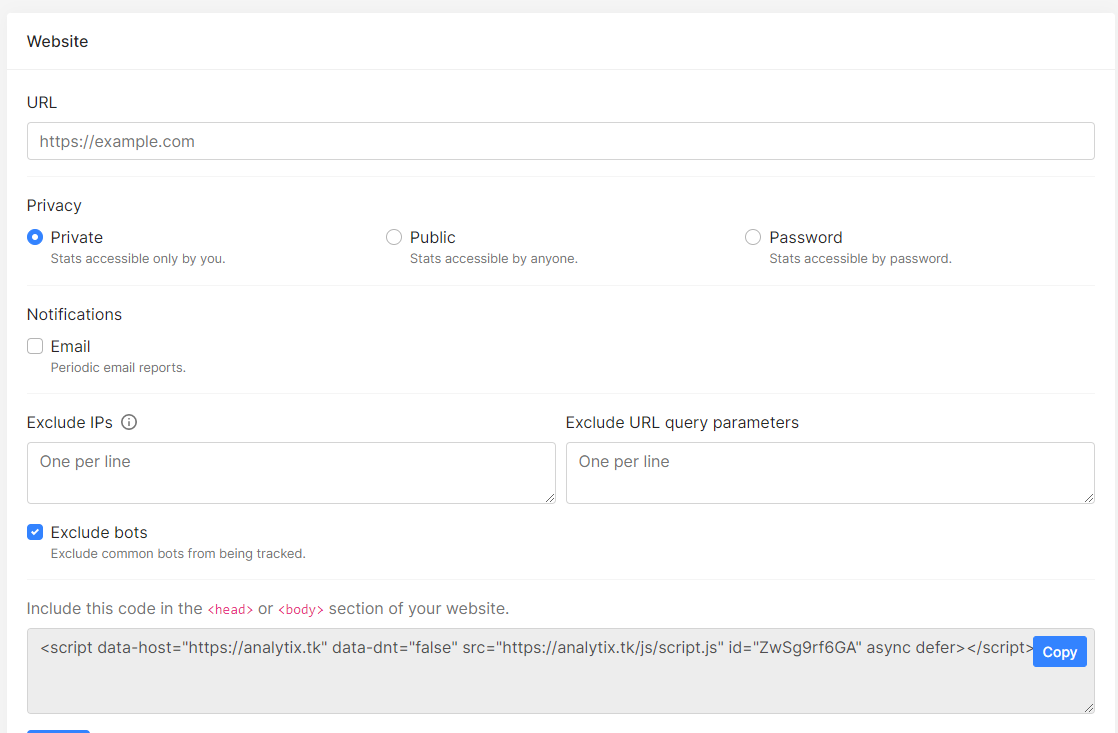 Website
URL
https://example.com
Privacy
Private
Stats accessible only by you.
Public
Stats accessible by anyone.
Password
Stats accessible by password.
Notifications
Email
Periodic email reports.
Exclude IPs
One per line
Exclude URL query parameters
One per line
Exclude bots
Exclude common bots from being tracked.
Include this code in the <head> or <body> section of your website.
<script data-host="https://analytix.tk" data-dnt="false" src="https://analytix.tk/js/script.js" id="ZwSg9rf6GA" async defer></script>
Copy